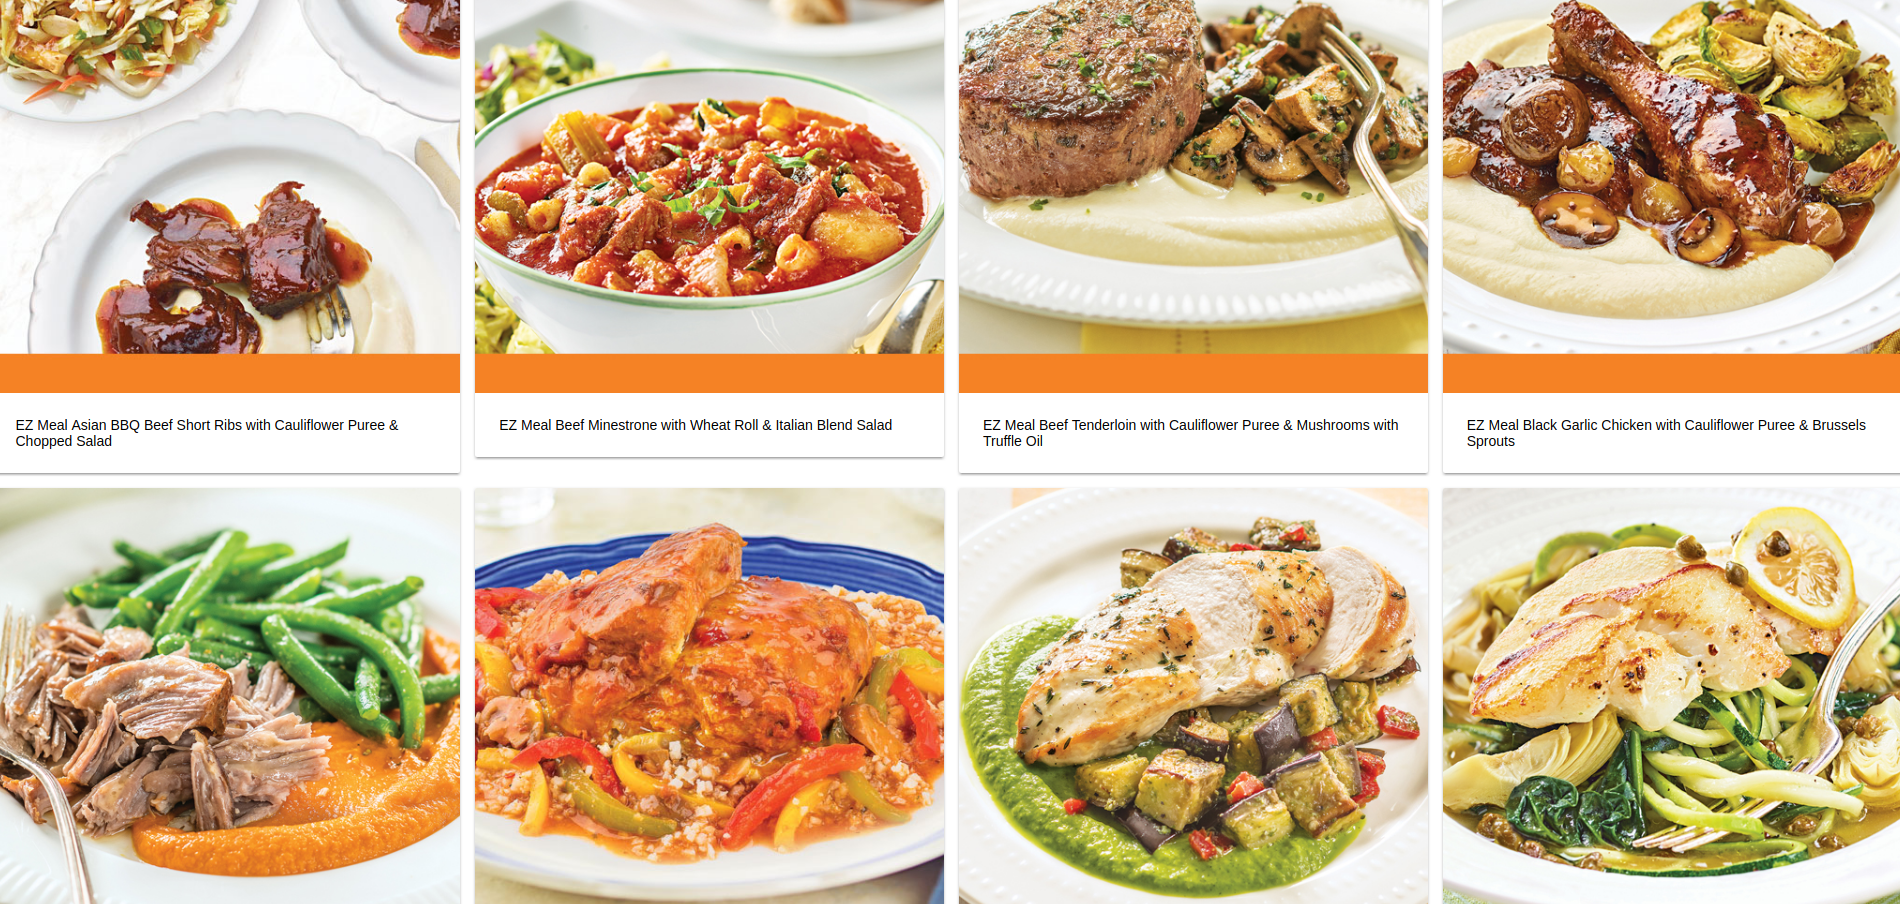 EZ Meal Asian BBQ Beef Short Ribs with Cauliflower Puree &
Chopped Salad
EZ Meal Beef Minestrone with Wheat Roll & Italian Blend Salad
EZ Meal Beef Tenderloin with Cauliflower Puree & Mushrooms with
Truffle Oil
EZ Meal Black Garlic Chicken with Cauliflower Puree & Brussels
Sprouts